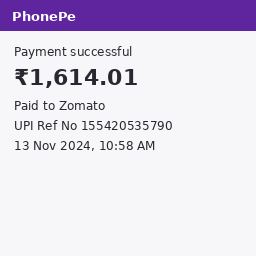 PhonePe
Payment successful
₹1,614.01
Paid to Zomato
UPI Ref No 155420535790
13 Nov 2024, 10:58 AM